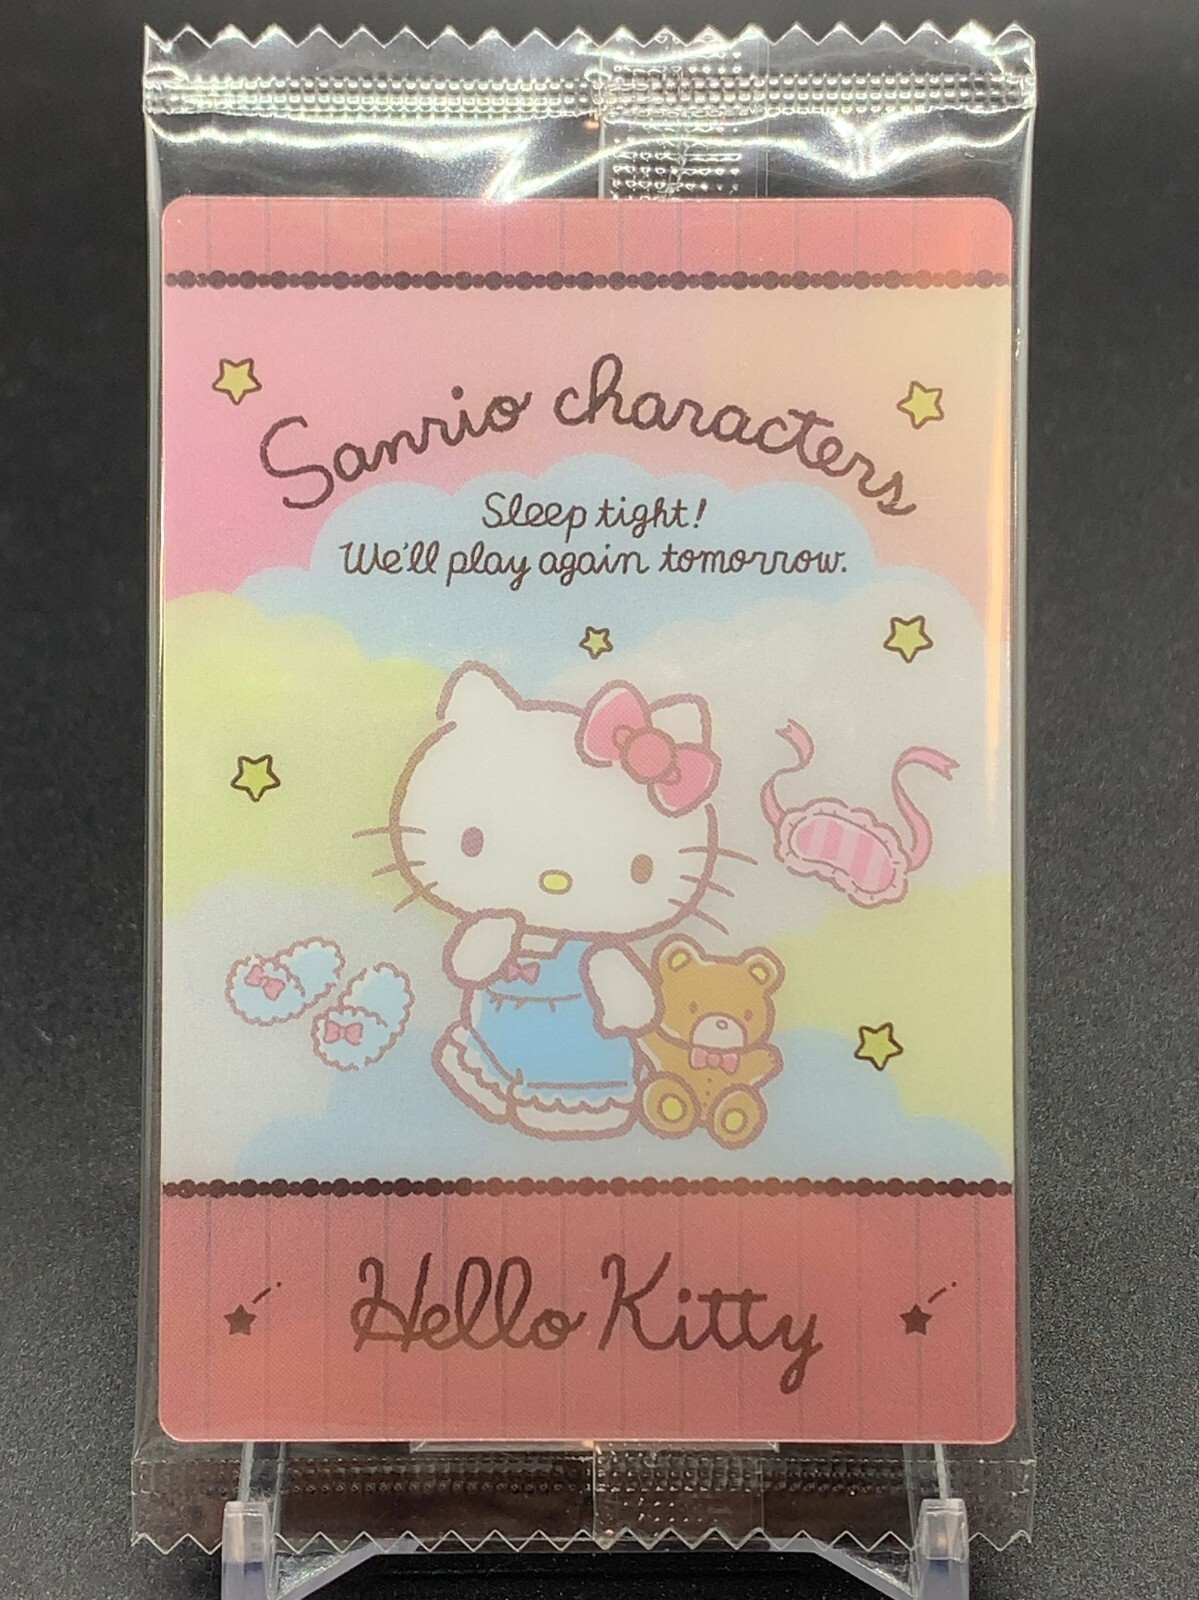 Sanrio characters
Sleep tight!
We'll play again tomorrow.
Hello Kitty